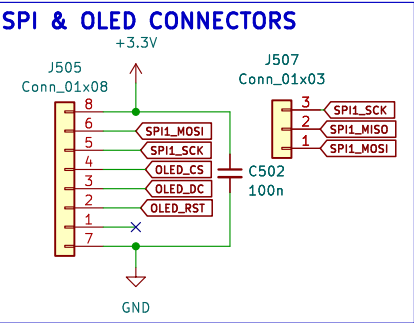 SPI & OLED CONNECTORS
+3.3V
J505
Conn_01x08
8
6
SPI1_MOSI
5
SPI1_SCK
4
OLED_CS
3
OLED_DC
2
OLED_RST
1
7
C502
100n
GND
J507
Conn_01x03
3
SPI1_SCK
2
SPI1_MISO
1
SPI1_MOSI